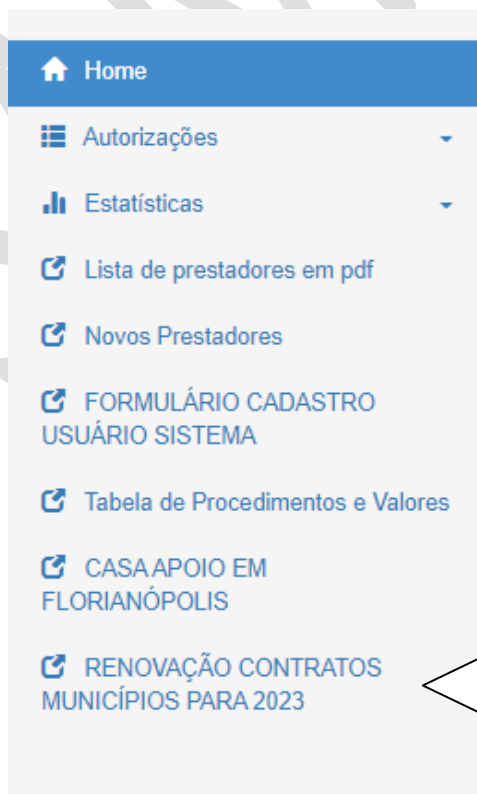 Home
Autorizações
Estatísticas
Lista de prestadores em pdf
Novos Prestadores
FORMULÁRIO CADASTRO
USUÁRIO SISTEMA
Tabela de Procedimentos e Valores
CASA APOIO EM
FLORIANÓPOLIS
RENOVAÇÃO CONTRATOS
MUNICÍPIOS PARA 2023